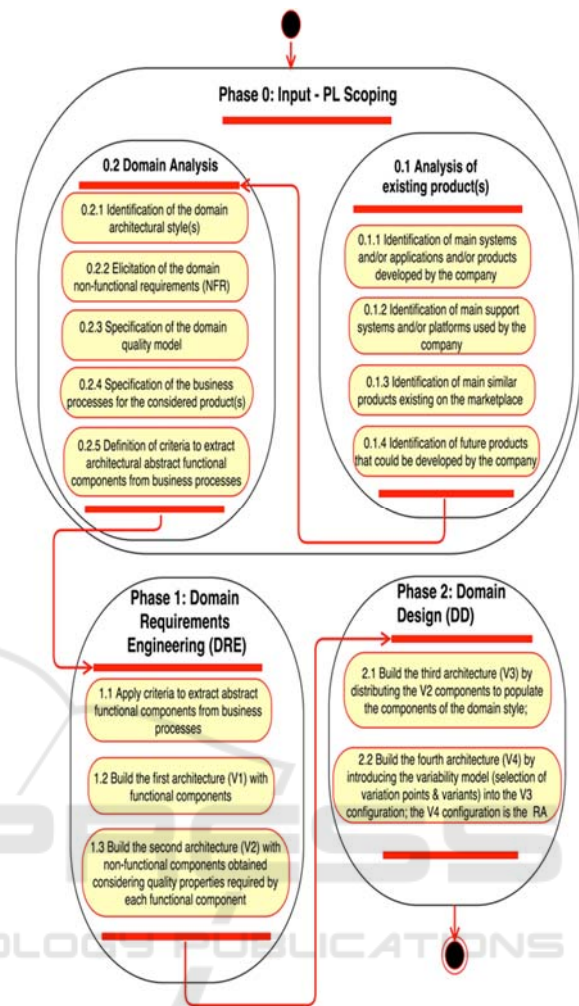 Phase 0: Input - PL Scoping
0.2 Domain Analysis
0.2.1 Identification of the domain
architectural style(s)
0.2.2 Elicitation of the domain
non-functional requirements (NFR)
0.2.3 Specification of the domain
quality model
0.2.4 Specification of the business
processes for the considered product(s)
0.2.5 Definition of criteria to extract
architectural abstract functional
components from business processes
0.1 Analysis of
existing product(s)
0.1.1 Identification of main systems
and/or applications and/or products
developed by the company
0.1.2 Identification of main support
systems and/or platforms used by the
company
0.1.3 Identification of main similar
products existing on the marketplace
0.1.4 Identification of future products
that could be developed by the company
Phase 1: Domain
Requirements
Engineering (DRE)
1.1 Apply criteria to extract abstract
functional components from business
processes
1.2 Build the first architecture (V1) with
functional components
1.3 Build the second architecture (V2) with
non-functional components obtained
considering quality properties required by
each functional component
Phase 2: Domain
Design (DD)
2.1 Build the third architecture (V3) by
distributing the V2 components to populate
the components of the domain style;
2.2 Build the fourth architecture (V4) by
introducing the variability model (selection of
variation points & variants) into the V3
configuration; the V4 configuration is the RA
PRESS
OLOGY PUBLICATIONS